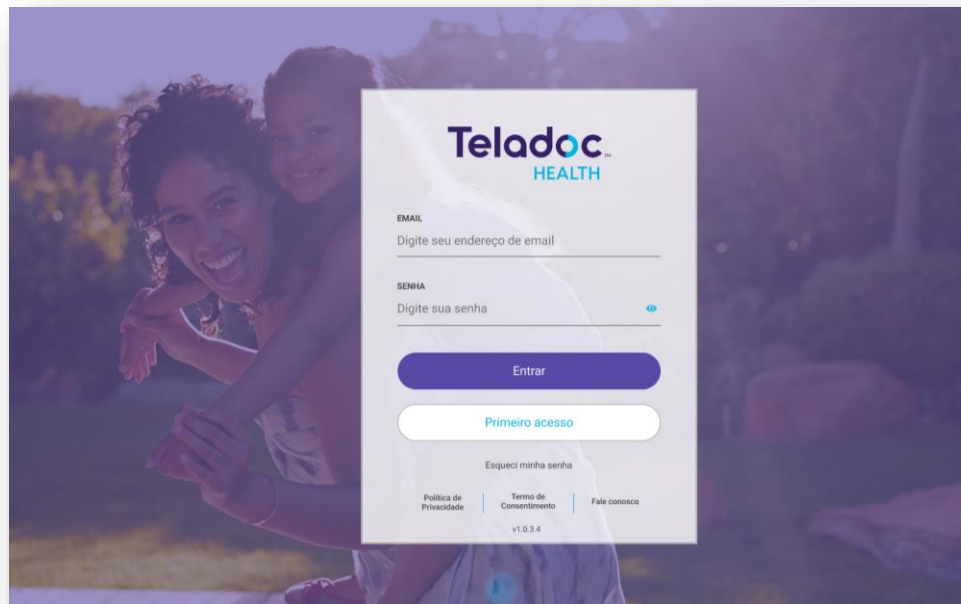 Teladoc™
HEALTH
EMAIL
Digite seu endereço de email
SENHA
Digite sua senha
Entrar
Primeiro acesso
Esqueci minha senha
Política de
Privacidade
Termo de
Consentimento
Fale conosco
v1.0.3.4